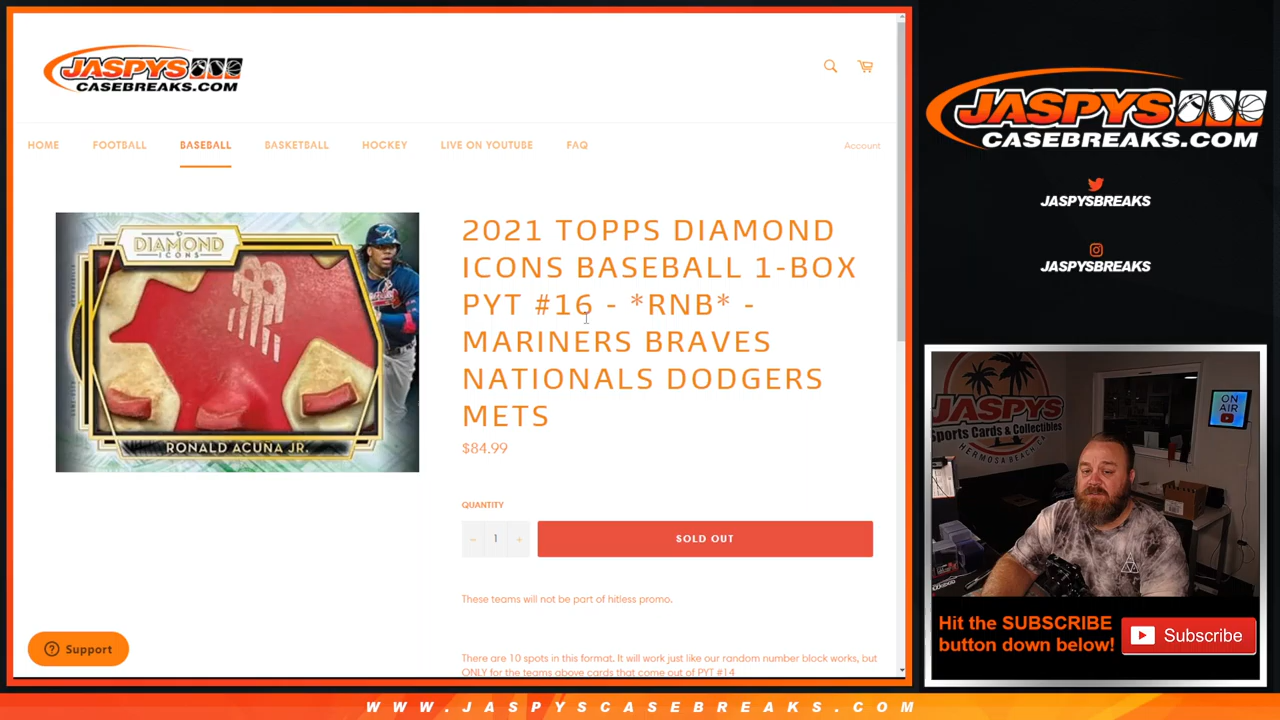 JASPYS
CASEBREAKS.COM
HOME
FOOTBALL
BASEBALL
BASKETBALL
HOCKEY
LIVE ON YOUTUBE
FAQ
Account
DIAMOND
ICONS
RONALD ACUNA JR.
2021 TOPPS DIAMOND
ICONS BASEBALL 1-BOX
PYT #16 - *RNB* -
MARINERS BRAVES
NATIONALS DODGERS
METS
$84.99
QUANTITY
− 1 +
SOLD OUT
These teams will not be part of hitless promo.
There are 10 spots in this format. It will work just like our random number block works, but
ONLY for the teams above cards that come out of PYT #14
Support
JASPYS
CASEBREAKS.COM
JASPYSBREAKS
JASPYSBREAKS
JASPYS
Sports Cards & Collectibles
HERMOSA BEACH, CA
ON
AIR
Hit the SUBSCRIBE
button down below!
Subscribe
WWW.JASPYSCASEBREAKS.COM